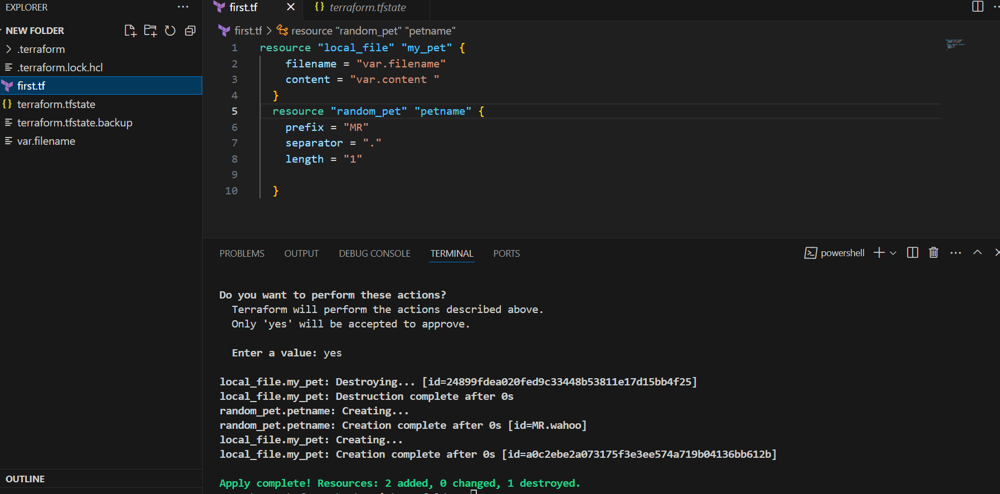 EXPLORER
NEW FOLDER
.terraform
.terraform.lock.hcl
first.tf
terraform.tfstate
terraform.tfstate.backup
var.filename
OUTLINE
first.tf
terraform.tfstate
first.tf > resource "random_pet" "petname"
1 resource "local_file" "my_pet" {
2 filename = "var.filename"
3 content = "var.content "
4 }
5 resource "random_pet" "petname" {
6 prefix = "MR"
7 separator = "."
8 length = "1"
9
10 }
PROBLEMS OUTPUT DEBUG CONSOLE TERMINAL PORTS
powershell
Do you want to perform these actions?
Terraform will perform the actions described above.
Only 'yes' will be accepted to approve.
Enter a value: yes
local_file.my_pet: Destroying... [id=24899fdea020fed9c33448b53811e17d15bb4f25]
local_file.my_pet: Destruction complete after 0s
random_pet.petname: Creating...
random_pet.petname: Creation complete after 0s [id=MR.wahoo]
local_file.my_pet: Creating...
local_file.my_pet: Creation complete after 0s [id=a0c2ebe2a073175f3e3ee574a719b04136bb612b]
Apply complete! Resources: 2 added, 0 changed, 1 destroyed.